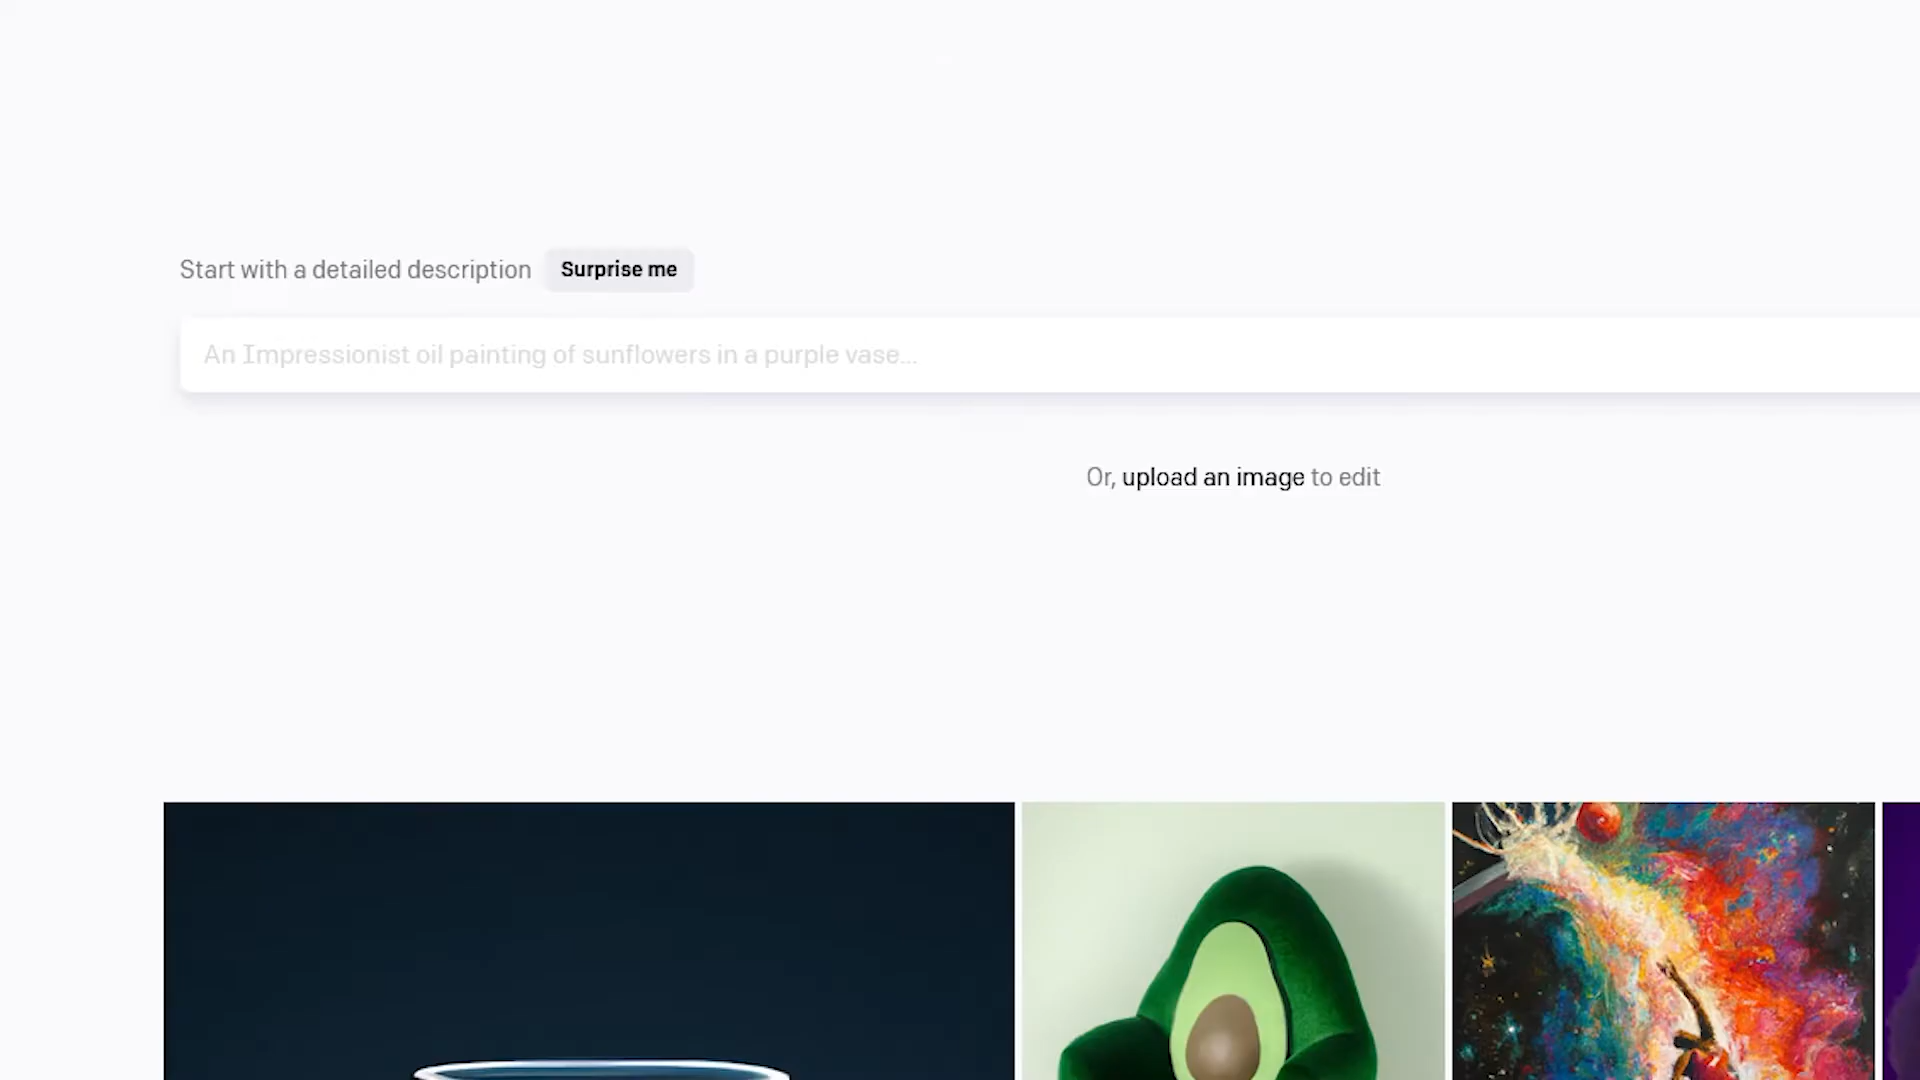 Start with a detailed description Surprise me
An Impressionist oil painting of sunflowers in a purple vase...
Or, upload an image to edit